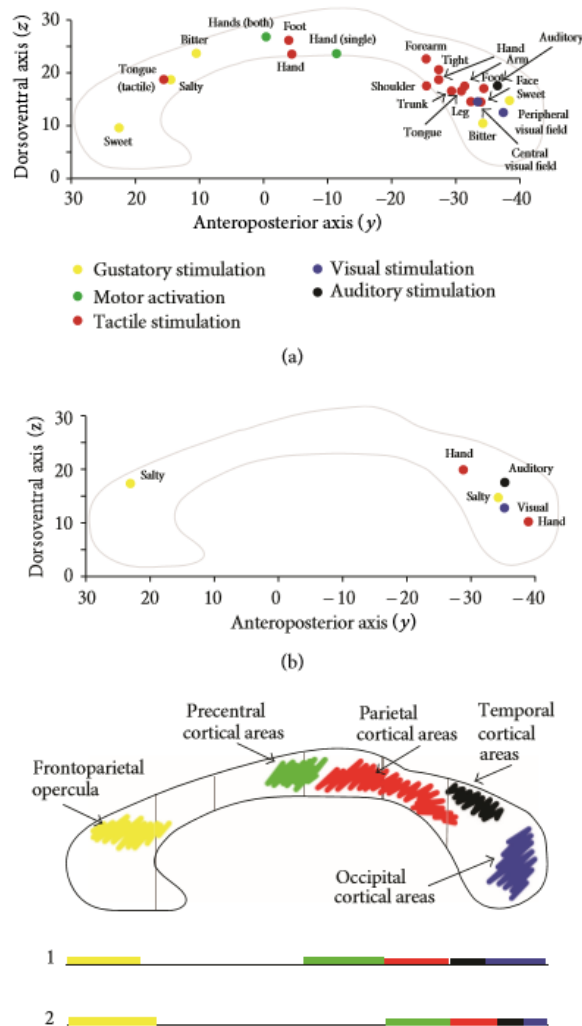 Dorsoventral axis (z)
30
20
10
0
Hands (both)
Foot
Bitter
Hand (single)
Hand
Auditory
Forearm
Tight
Hand
Arm
Tongue
(tactile)
Salty
Hand
Shoulder
Foot
Face
Sweet
Trunk
Tongue
Leg
Bitter
Peripheral
visual field
Central
visual field
Sweet
30 20 10 0 −10 −20 −30 −40
Anteroposterior axis (y)
Gustatory stimulation
Visual stimulation
Motor activation
Auditory stimulation
Tactile stimulation
(a)
Dorsoventral axis (z)
30
20
10
0
Salty
Hand
Auditory
Salty
Visual
Hand
20 10 0 −10 −20 −30 −40
Anteroposterior axis (y)
(b)
Precentral
cortical areas
Parietal
cortical areas
Temporal
cortical
areas
Frontoparietal
opercula
Occipital
cortical areas
1
2